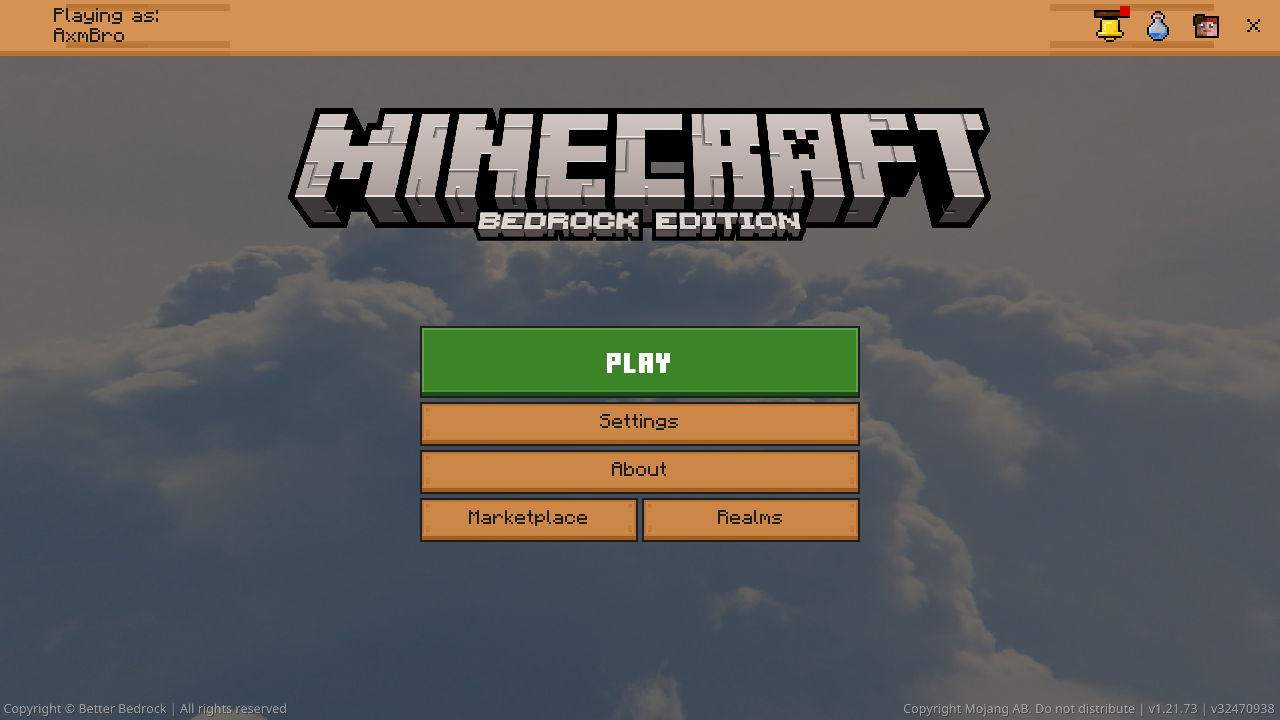 Playing as:
AxmBro
MINECRAFT
BEDROCK EDITION
PLAY
Settings
About
Marketplace
Realms
Copyright © Better Bedrock | All rights reserved
Copyright Mojang AB. Do not distribute | v1.21.73 | v32470938